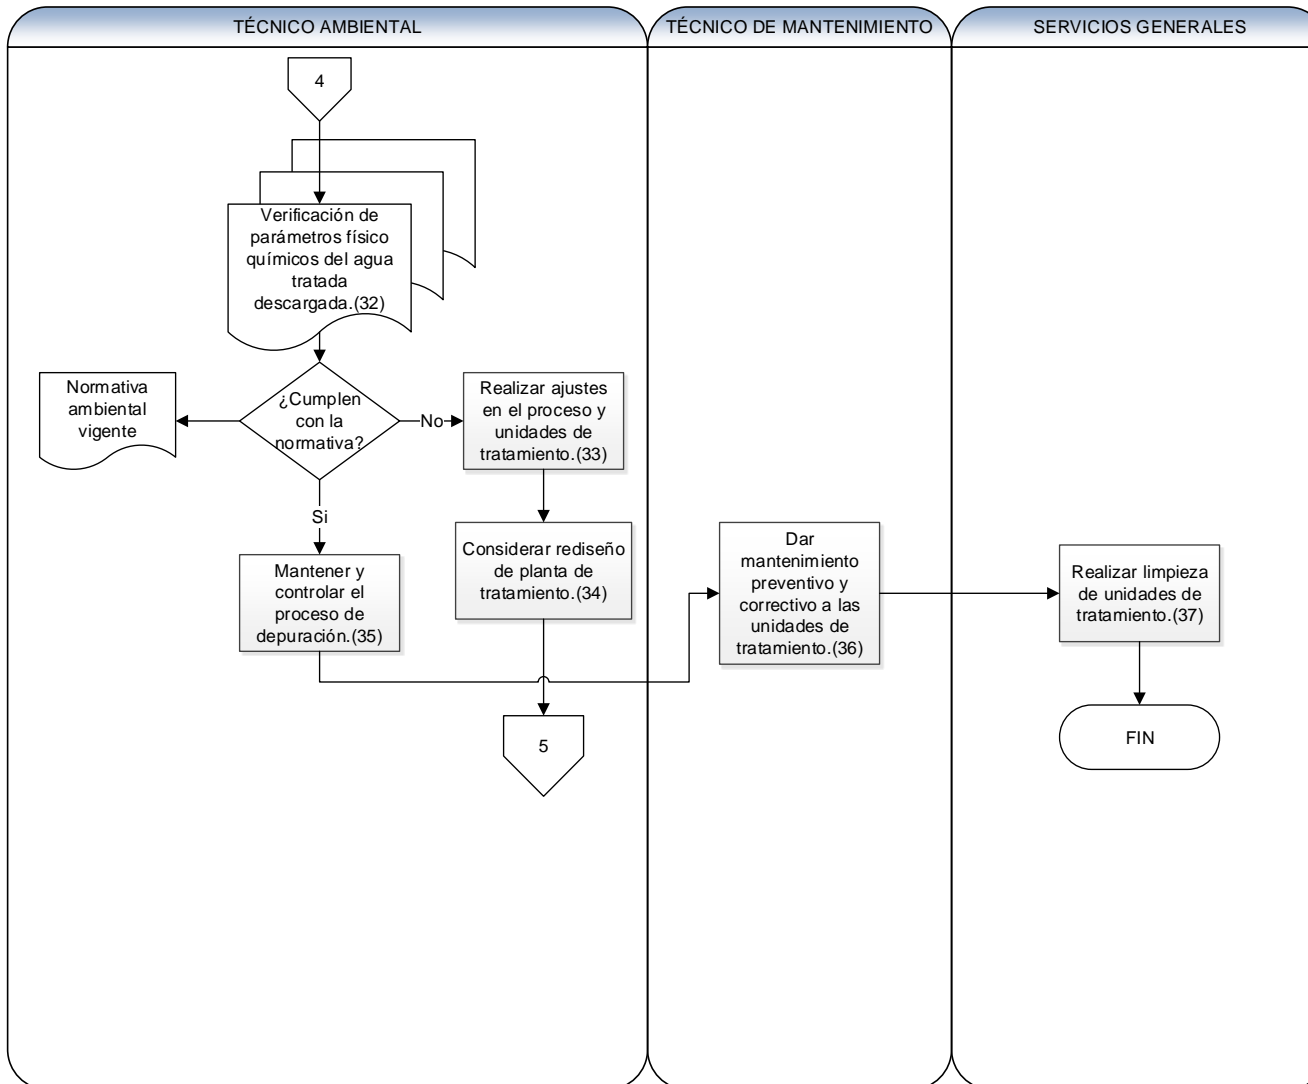 TÉCNICO AMBIENTAL
TÉCNICO DE MANTENIMIENTO
SERVICIOS GENERALES
4
Verificación de
parámetros físico
químicos del agua
tratada
descargada.(32)
Normativa
ambiental
vigente
¿Cumplen
con la
normativa?
No
Realizar ajustes
en el proceso y
unidades de
tratamiento.(33)
Si
Mantener y
controlar el
proceso de
depuración.(35)
Considerar rediseño
de planta de
tratamiento.(34)
Dar
mantenimiento
preventivo y
correctivo a las
unidades de
tratamiento.(36)
Realizar limpieza
de unidades de
tratamiento.(37)
5
FIN